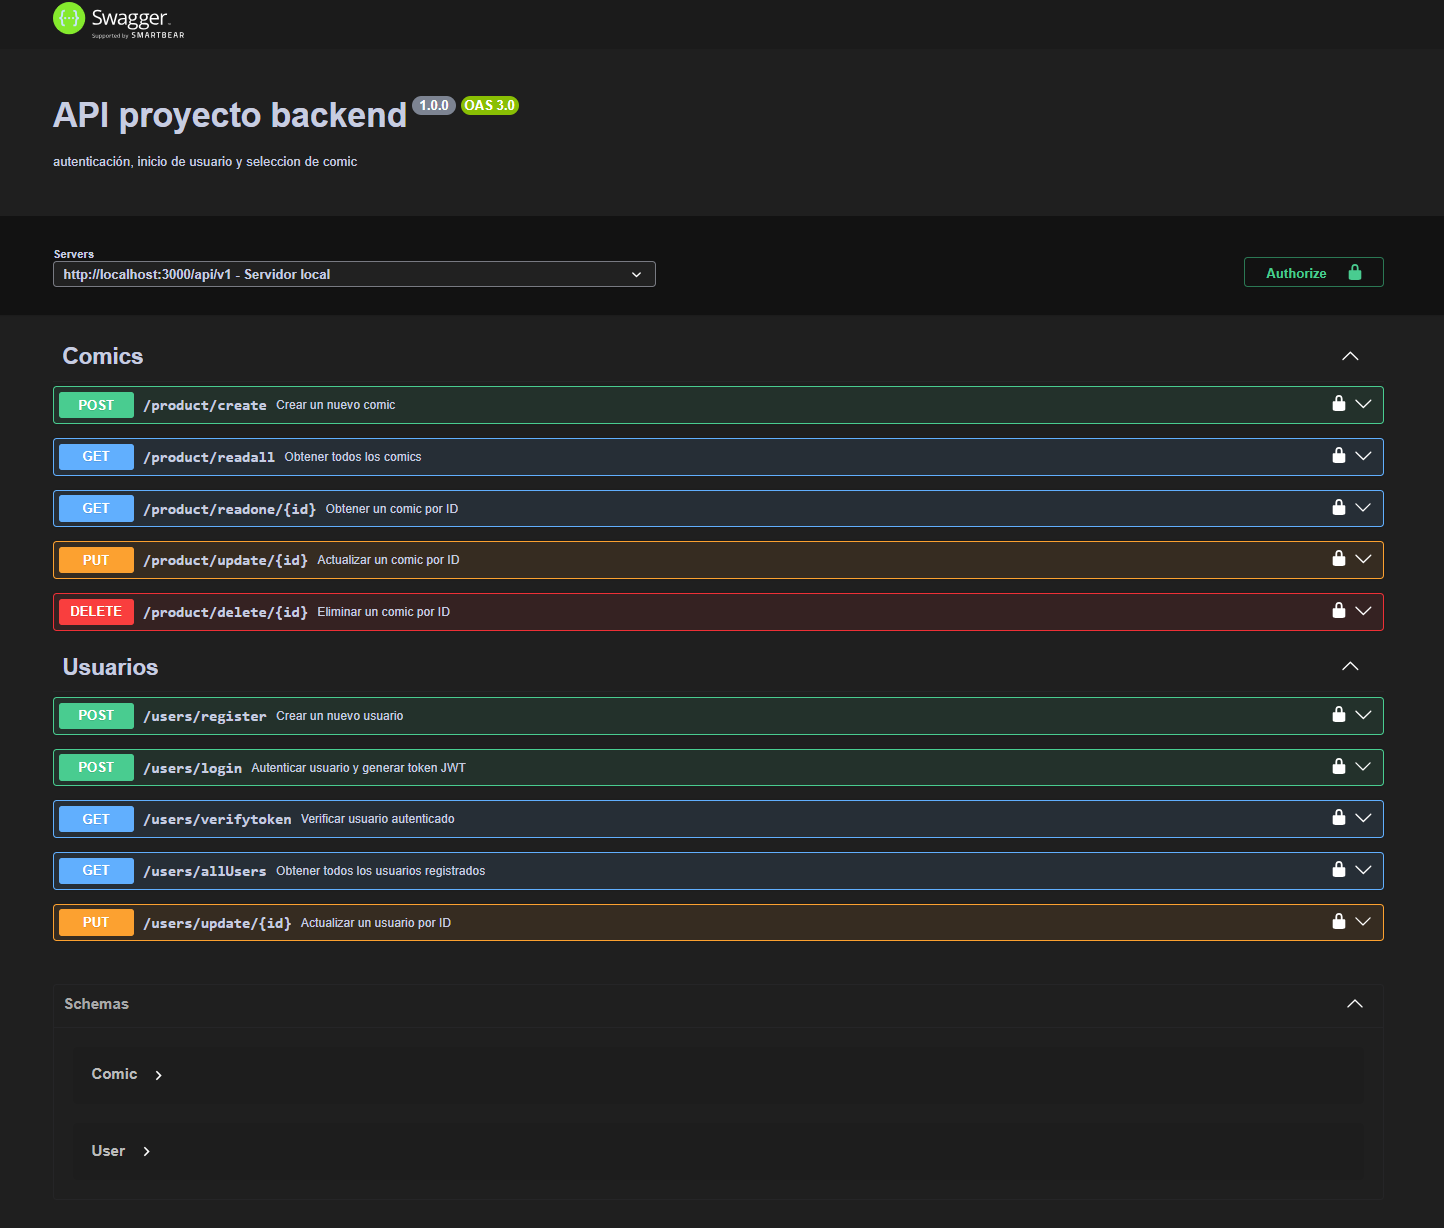 Swagger.
Supported by SMARTBEAR
API proyecto backend 1.0.0 OAS 3.0
autenticación, inicio de usuario y seleccion de comic
Servers
http://localhost:3000/api/v1 - Servidor local
Authorize
Comics
POST /product/create Crear un nuevo comic
GET /product/readall Obtener todos los comics
GET /product/readone/{id} Obtener un comic por ID
PUT /product/update/{id} Actualizar un comic por ID
DELETE /product/delete/{id} Eliminar un comic por ID
Usuarios
POST /users/register Crear un nuevo usuario
POST /users/login Autenticar usuario y generar token JWT
GET /users/verifytoken Verificar usuario autenticado
GET /users/allUsers Obtener todos los usuarios registrados
PUT /users/update/{id} Actualizar un usuario por ID
Schemas
Comic
User